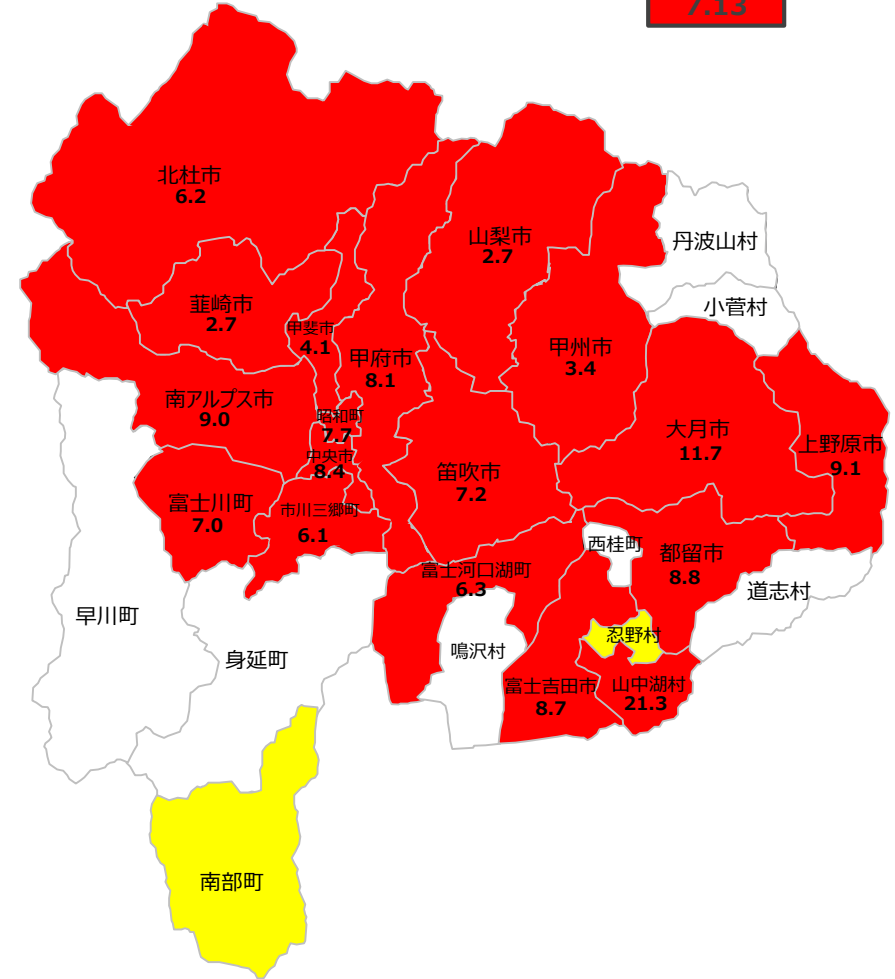 7.13
北杜市
6.2
山梨市
2.7
丹波山村
小菅村
韮崎市
2.7
甲斐市
4.1
甲府市
8.1
甲州市
3.4
南アルプス市
9.0
昭和町
7.7
中央市
8.4
大月市
11.7
上野原市
9.1
笛吹市
7.2
富士川町
7.0
市川三郷町
6.1
西桂町
都留市
8.8
富士河口湖町
6.3
道志村
早川町
忍野村
身延町
鳴沢村
富士吉田市
8.7
山中湖村
21.3
南部町